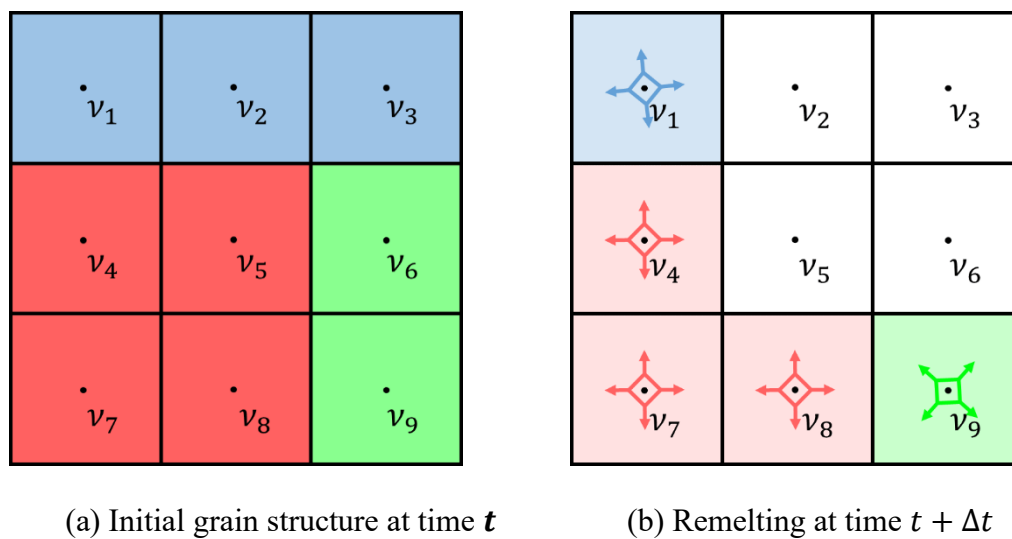 ν₁ ν₂ ν₃ ν₁ ν₂ ν₃
ν₄ ν₅ ν₆ ν₄ ν₅ ν₆
ν₇ ν₈ ν₉ ν₇ ν₈ ν₉
(a) Initial grain structure at time t (b) Remelting at time t + Δt